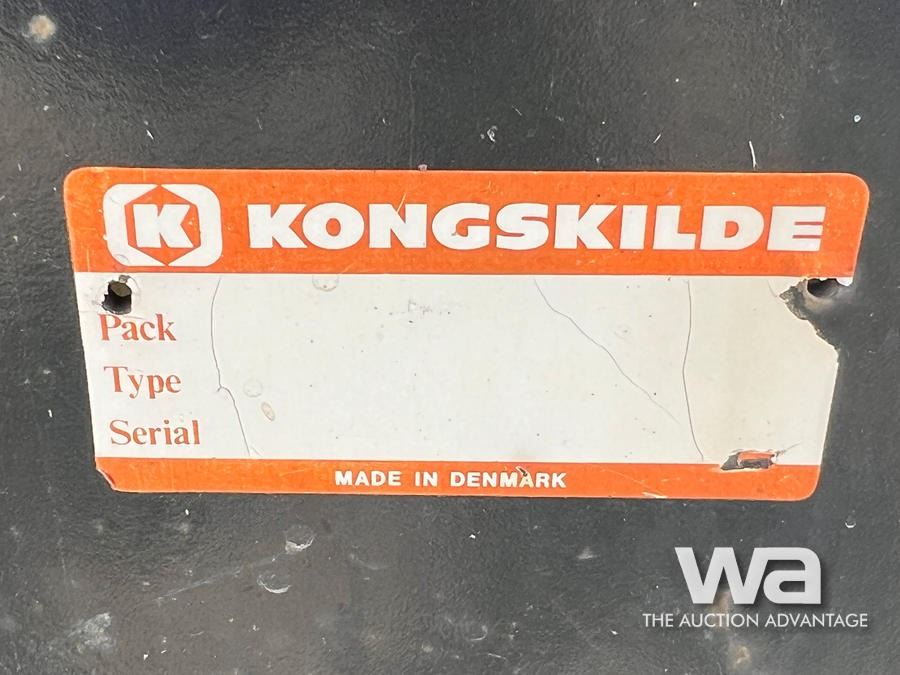 K KONGSKILDE
Pack
Type
Serial
MADE IN DENMARK
wa
THE AUCTION ADVANTAGE